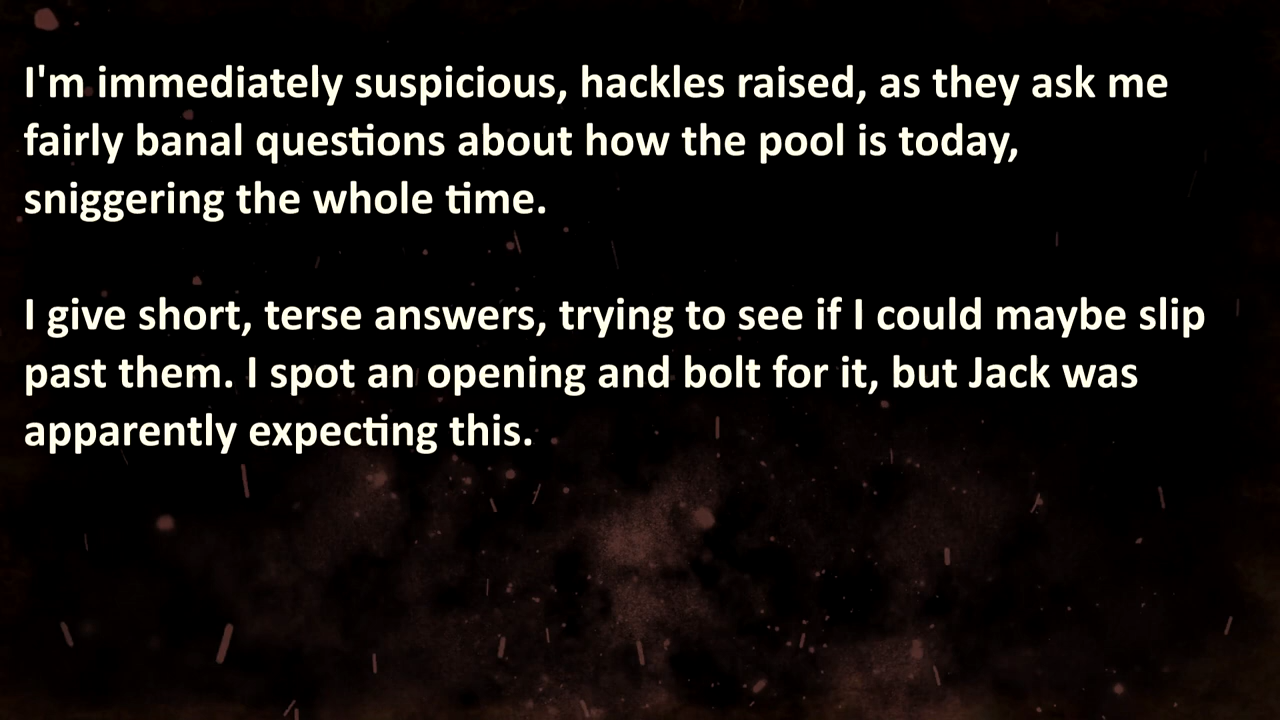 I'm immediately suspicious, hackles raised, as they ask me
fairly banal questions about how the pool is today,
sniggering the whole time.
I give short, terse answers, trying to see if I could maybe slip
past them. I spot an opening and bolt for it, but Jack was
apparently expecting this.